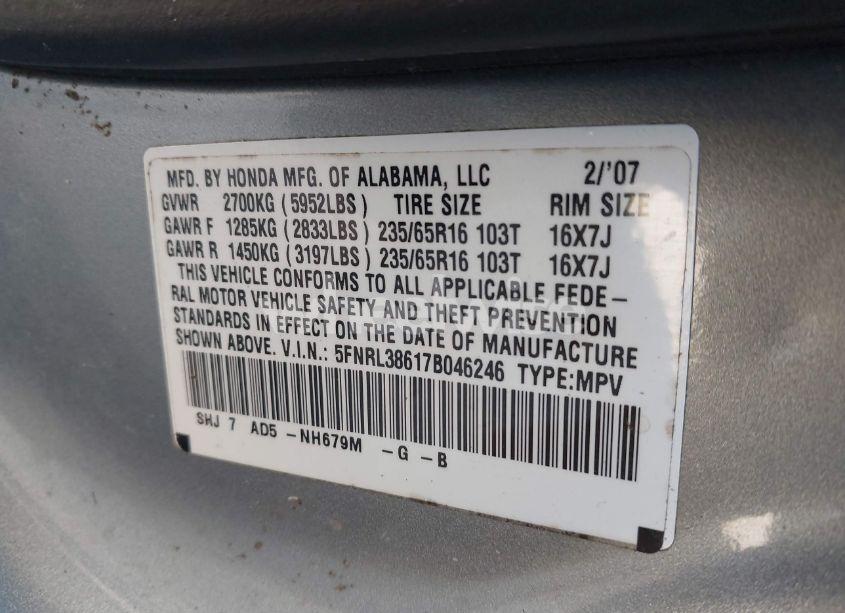 MFD. BY HONDA MFG. OF ALABAMA, LLC 2/'07
GVWR 2700KG (5952LBS) TIRE SIZE RIM SIZE
GAWR F 1285KG (2833LBS) 235/65R16 103T 16X7J
GAWR R 1450KG (3197LBS) 235/65R16 103T 16X7J
THIS VEHICLE CONFORMS TO ALL APPLICABLE FEDE-
RAL MOTOR VEHICLE SAFETY AND THEFT PREVENTION
STANDARDS IN EFFECT ON THE DATE OF MANUFACTURE
SHOWN ABOVE. V.I.N.: 5FNRL38617B046246 TYPE:MPV
SHJ 7 AD5 -NH679M -G -B